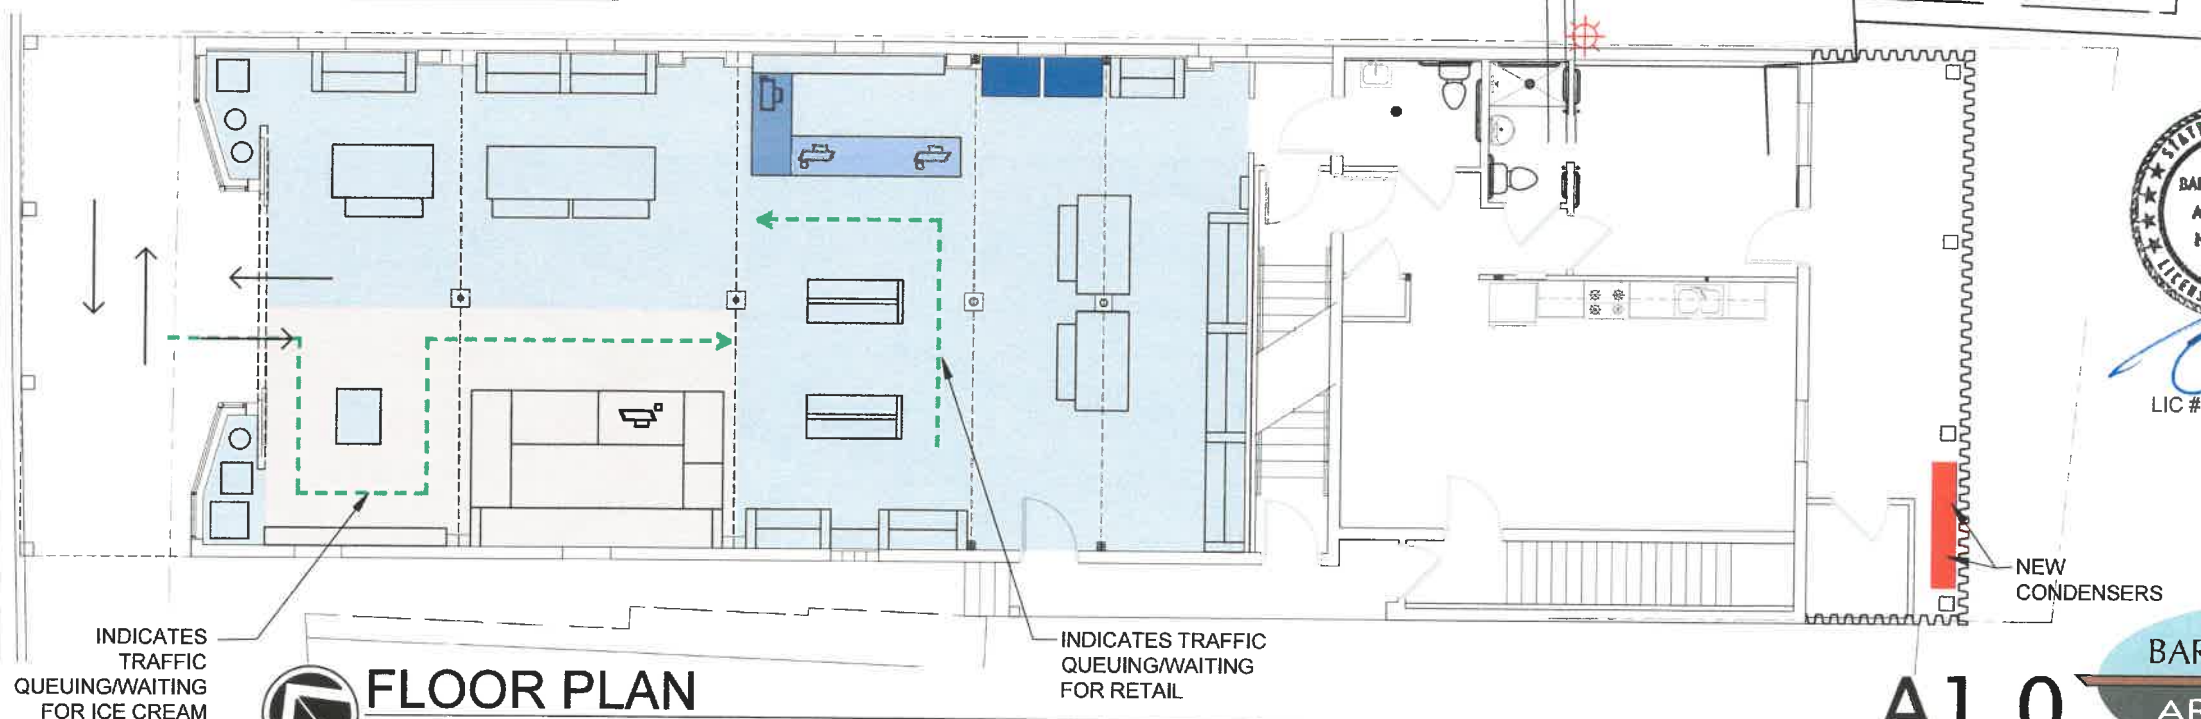 INDICATES
TRAFFIC
QUEUING/WAITING
FOR ICE CREAM
FLOOR PLAN
INDICATES TRAFFIC
QUEUING/WAITING
FOR RETAIL
NEW
CONDENSERS
LIC #
A1.0
BAR